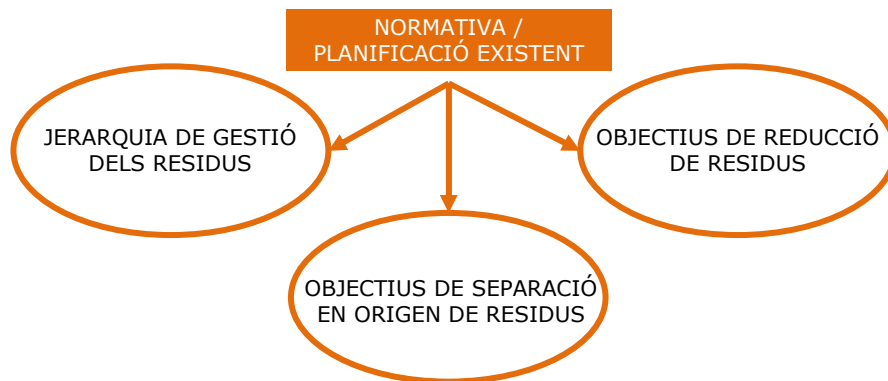 NORMATIVA /
PLANIFICACIÓ EXISTENT
JERARQUIA DE GESTIÓ
DELS RESIDUS
OBJECTIUS DE REDUCCIÓ
DE RESIDUS
OBJECTIUS DE SEPARACIÓ
EN ORIGEN DE RESIDUS